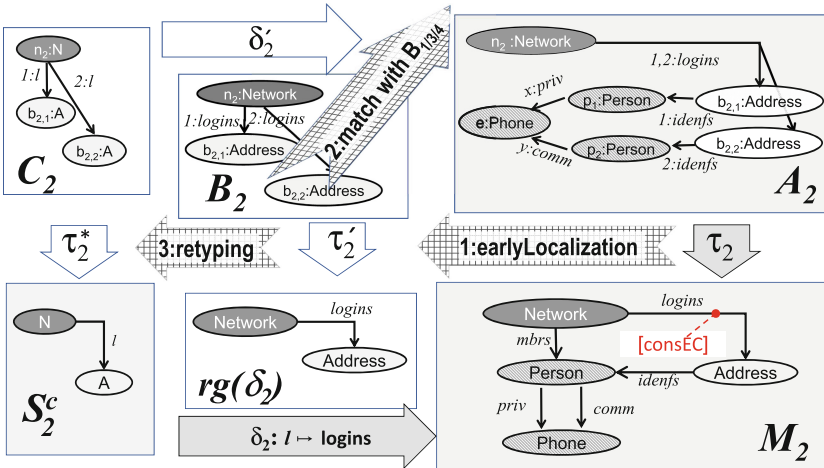 n₂:N
1:l
2:l
b₂,₁:A
b₂,₂:A
C₂
δ₂′
n₂:Network
1:logins
2:logins
b₂,₁:Address
b₂,₂:Address
B₂
2:match with B₁/₃/₄
n₂ :Network
1,2:logins
x:priv
p₁:Person
b₂,₁:Address
1:idenfs
e:Phone
y:comm
p₂:Person
b₂,₂:Address
2:idenfs
A₂
τ₂*
3:retyping
τ₂′
1:earlyLocalization
τ₂
N
l
A
S₂ᶜ
Network
logins
Address
rg(δ₂)
δ₂: l ↦ logins
Network
logins
mbrs
[consEC]
Person
idenfs
Address
priv
comm
Phone
M₂